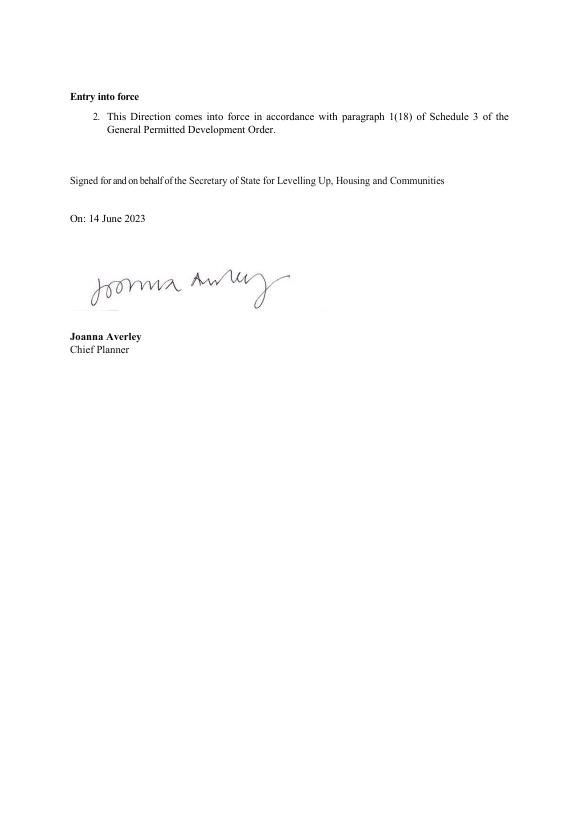 Entry into force
2. This Direction comes into force in accordance with paragraph 1(18) of Schedule 3 of the
General Permitted Development Order.
Signed for and on behalf of the Secretary of State for Levelling Up, Housing and Communities
On: 14 June 2023
Joanna Averley
Joanna Averley
Chief Planner